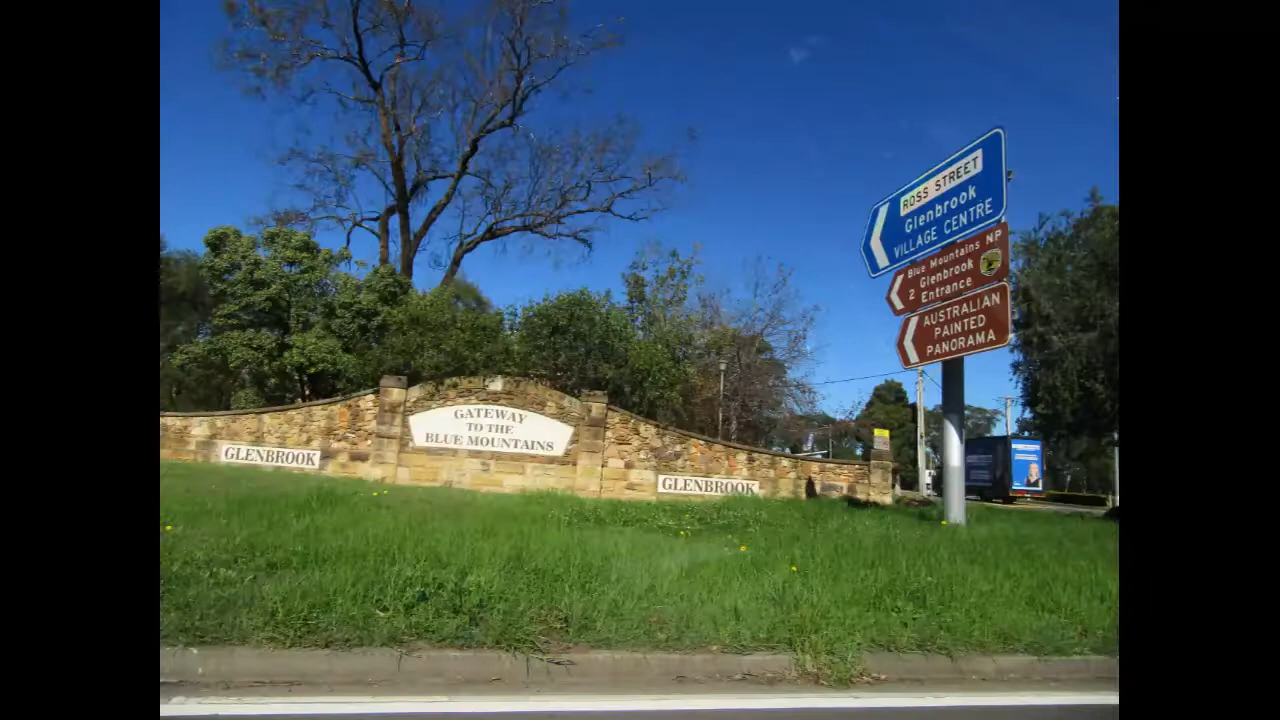 GATEWAY
TO THE
BLUE MOUNTAINS
GLENBROOK
GLENBROOK
ROSS STREET
Glenbrook
VILLAGE CENTRE
Blue Mountains NP
2 Glenbrook
Entrance
AUSTRALIAN
PAINTED
PANORAMA